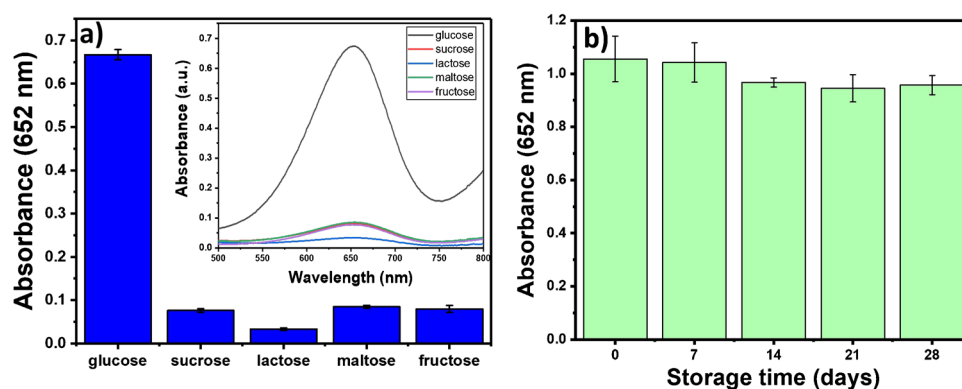 a)
Absorbance (652 nm)
0.7
0.6
0.5
0.4
0.3
0.2
0.1
0.0
glucose sucrose lactose maltose fructose
Absorbance (a.u.)
0.7
0.6
0.5
0.4
0.3
0.2
0.1
0.0
500 550 600 650 700 750 800
Wavelength (nm)
glucose
sucrose
lactose
maltose
fructose
b)
Absorbance (652 nm)
1.2
1.0
0.8
0.6
0.4
0.2
0.0
0 7 14 21 28
Storage time (days)